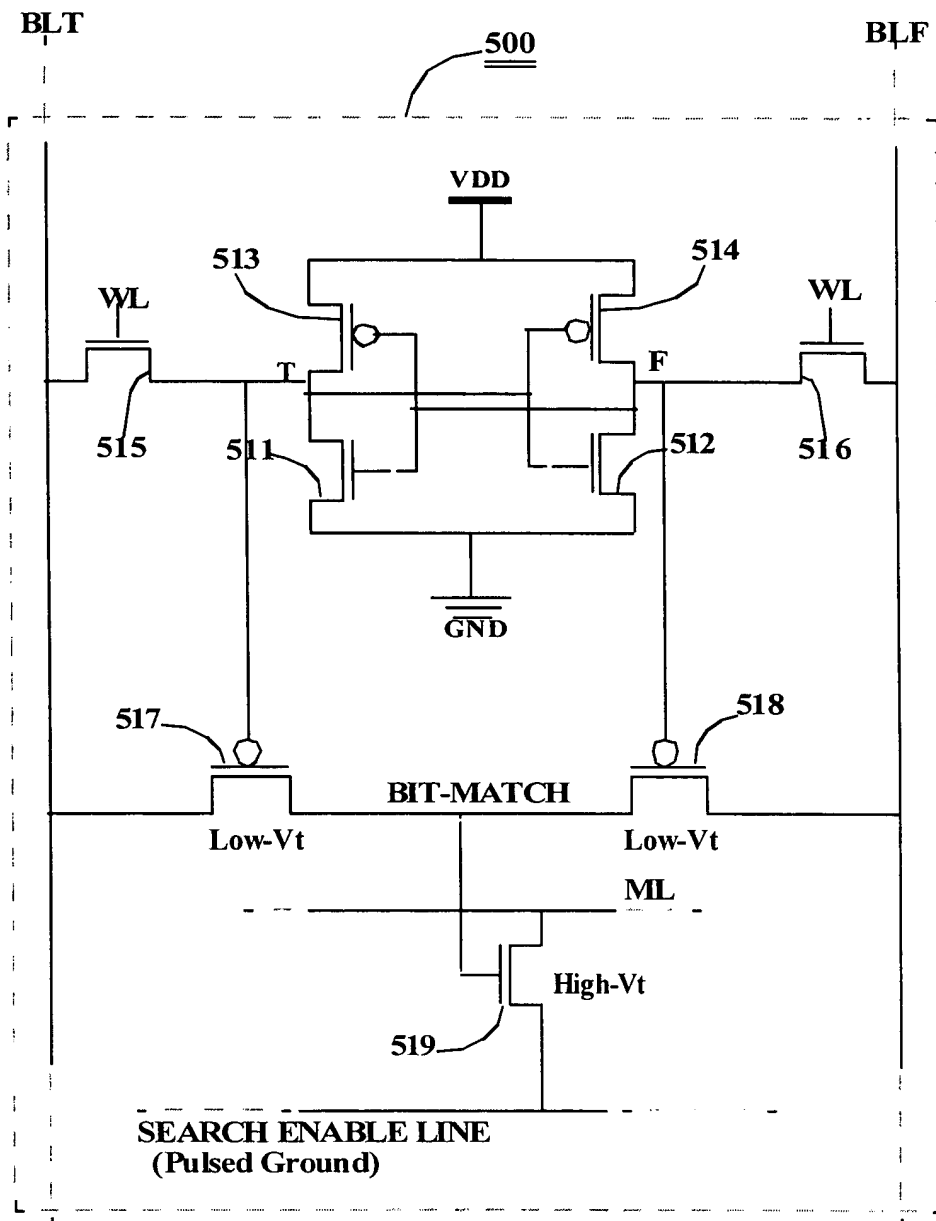 BLT
BLF
500
VDD
513
514
WL
WL
T
F
515
511
512
516
GND
517
518
BIT-MATCH
Low-Vt
Low-Vt
ML
High-Vt
519
SEARCH ENABLE LINE
(Pulsed Ground)